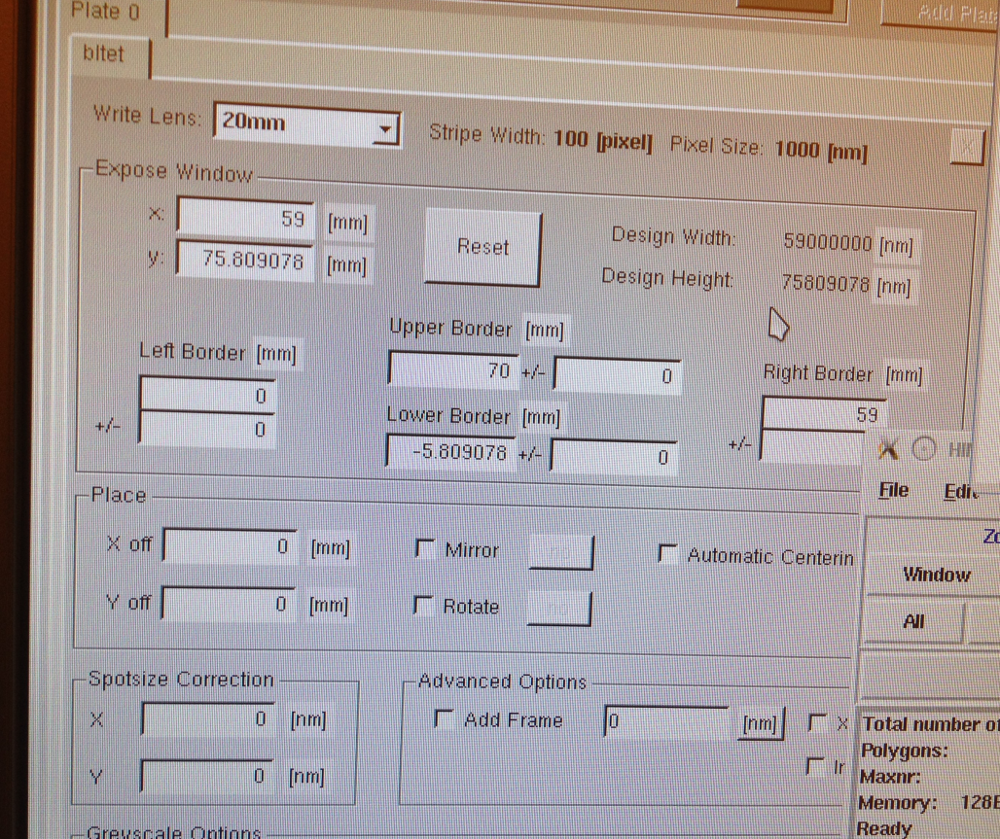 Plate 0
Add Plat
bltet
Write Lens: 20mm Stripe Width: 100 [pixel] Pixel Size: 1000 [nm] X
Expose Window
x: 59 [mm] Reset Design Width: 59000000 [nm]
y: 75.809078 [mm] Design Height: 75809078 [nm]
Upper Border [mm]
Left Border [mm] 70 +/- 0 Right Border [mm]
0 Lower Border [mm] 59
+/- 0 -5.809078 +/- 0 +/-
File Edi
Place
X off 0 [mm] Mirror Automatic Centerin
Y off 0 [mm] Rotate
Window
All
Spotsize Correction Advanced Options
X 0 [nm] Add Frame 0 [nm] X
Y 0 [nm] Ir
Total number of
Polygons:
Maxnr:
Memory: 128
Ready
Greyscale Options